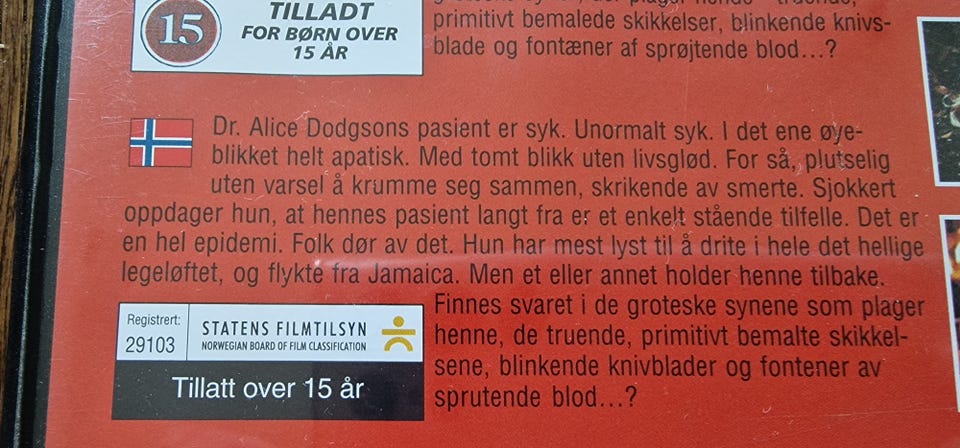 15
TILLADT
FOR BØRN OVER
15 ÅR
primitivt bemalede skikkelser, blinkende knivs-
blade og fontæner af sprøjtende blod...?
Dr. Alice Dodgsons pasient er syk. Unormalt syk. I det ene øye-
blikket helt apatisk. Med tomt blikk uten livsglød. For så, plutselig
uten varsel å krumme seg sammen, skrikende av smerte. Sjokkert
oppdager hun, at hennes pasient langt fra er et enkelt stående tilfelle. Det er
en hel epidemi. Folk dør av det. Hun har mest lyst til å drite i hele det hellige
legeløftet, og flykte fra Jamaica. Men et eller annet holder henne tilbake.
Finnes svaret i de groteske synene som plager
henne, de truende, primitivt bemalte skikkel-
sene, blinkende knivblader og fontener av
sprutende blod...?
Registrert:
29103
STATENS FILMTILSYN
NORWEGIAN BOARD OF FILM CLASSIFICATION
Tillatt over 15 år